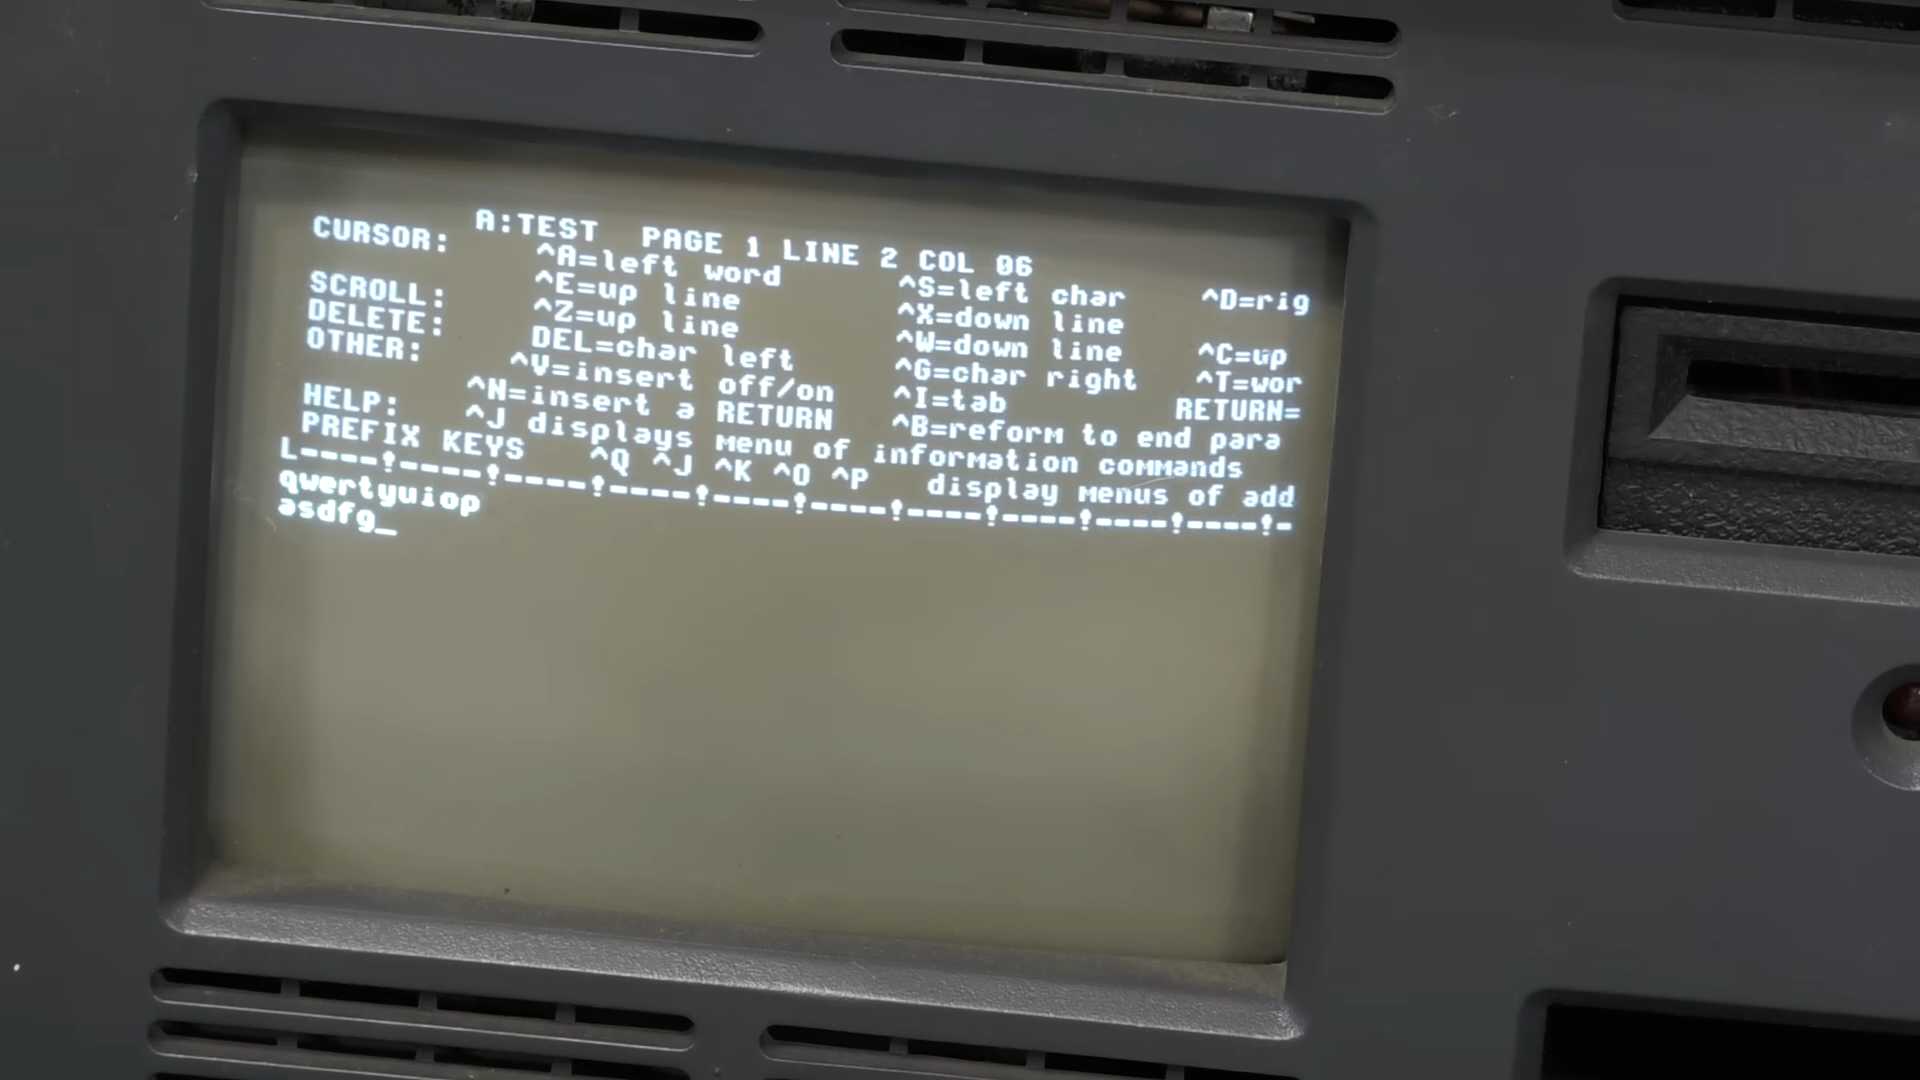 A:TEST PAGE 1 LINE 2 COL 06
CURSOR: ^A=left word ^S=left char ^D=rig
^E=up line ^X=down line
SCROLL: ^Z=up line ^W=down line ^C=up
DELETE: DEL=char left ^G=char right ^T=wor
OTHER: ^V=insert off/on ^I=tab RETURN=
^N=insert a RETURN ^B=reform to end para
HELP: ^J displays menu of information commands
PREFIX KEYS ^Q ^J ^K ^O ^P display menus of add
L----!----!----!----!----!----!----!----!----!----!-
qwertyuiop
asdfg_